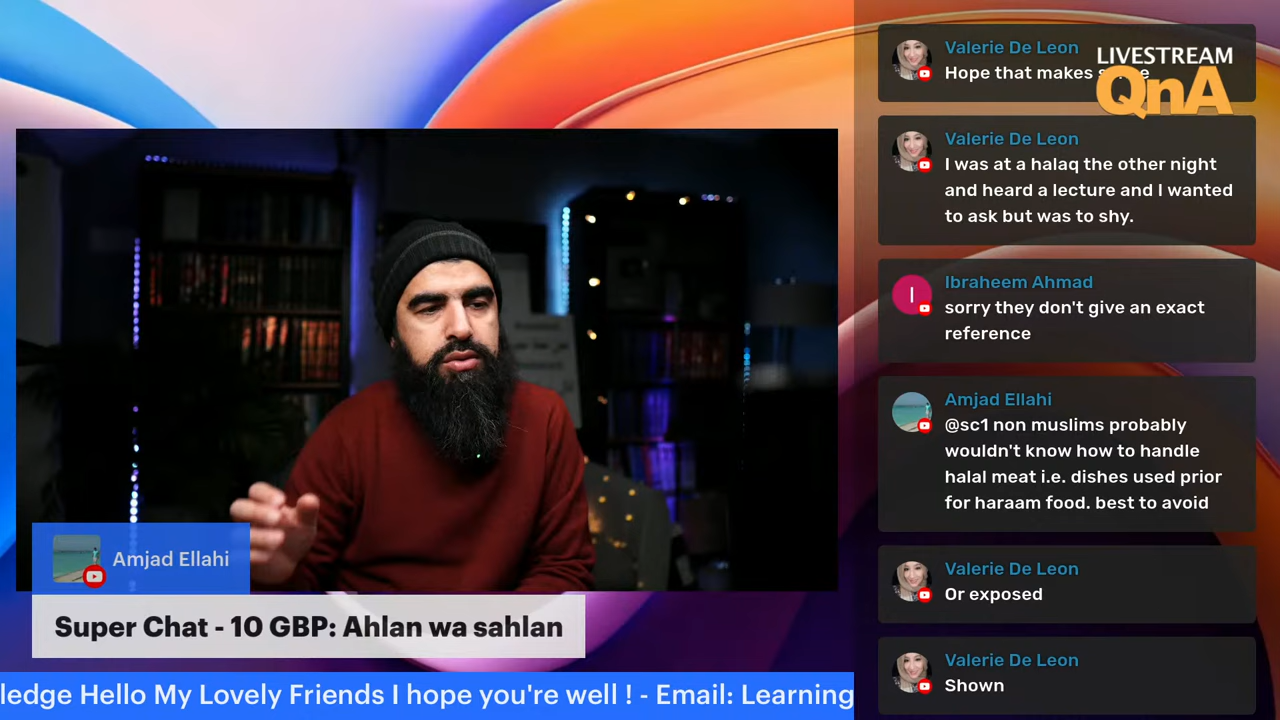 Valerie De Leon
Hope that makes
LIVESTREAM
QnA
Valerie De Leon
I was at a halaq the other night
and heard a lecture and I wanted
to ask but was to shy.
I
Ibraheem Ahmad
sorry they don't give an exact
reference
Amjad Ellahi
@sc1 non muslims probably
wouldn't know how to handle
halal meat i.e. dishes used prior
for haraam food. best to avoid
Valerie De Leon
Or exposed
Valerie De Leon
Shown
Amjad Ellahi
Super Chat - 10 GBP: Ahlan wa sahlan
ledge Hello My Lovely Friends I hope you're well ! - Email: Learning